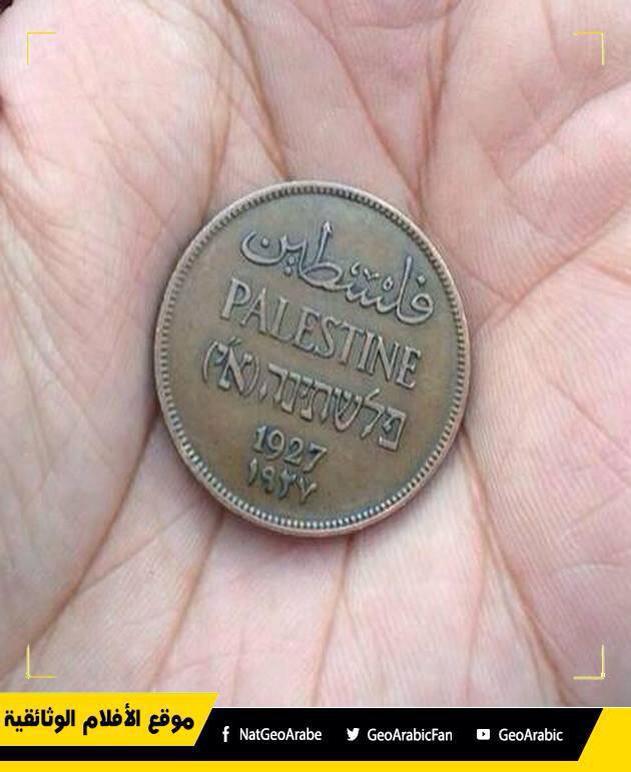 فلسطين
PALESTINE
פלשתינה (א״י)
1927
١٩٢٧
موقع الأفلام الوثائقية
NatGeoArabe
GeoArabicFan
GeoArabic